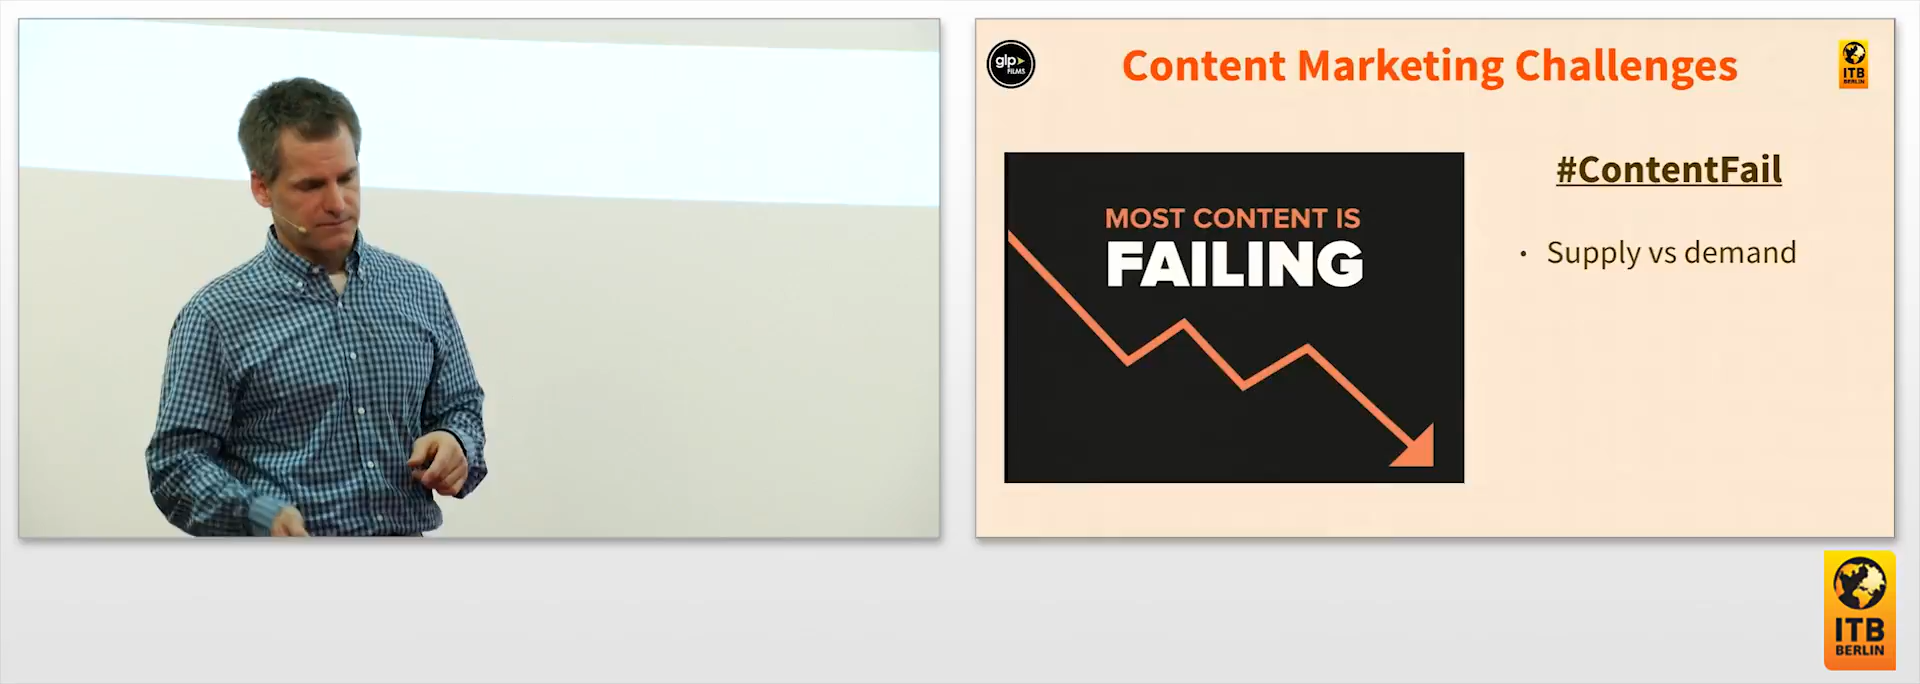 glp
FILMS
Content Marketing Challenges
ITB
BERLIN
MOST CONTENT IS
FAILING
#ContentFail
• Supply vs demand
ITB
BERLIN